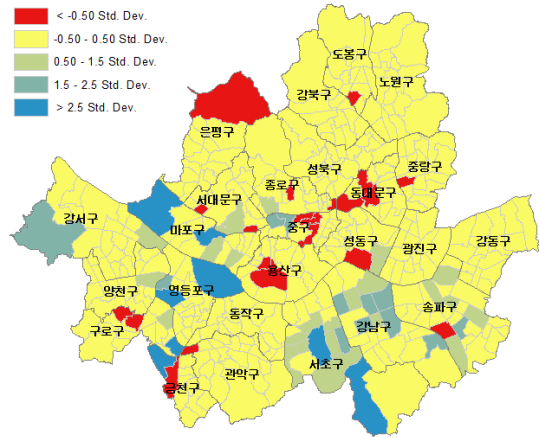 < -0.50 Std. Dev.
-0.50 - 0.50 Std. Dev.
0.50 - 1.5 Std. Dev.
1.5 - 2.5 Std. Dev.
> 2.5 Std. Dev.
도봉구
노원구
강북구
은평구
성북구
중랑구
종로구
동대문구
서대문구
강서구
마포구
중구
성동구
광진구
강동구
용산구
양천구
영등포구
송파구
동작구
강남구
구로구
서초구
관악구
금천구